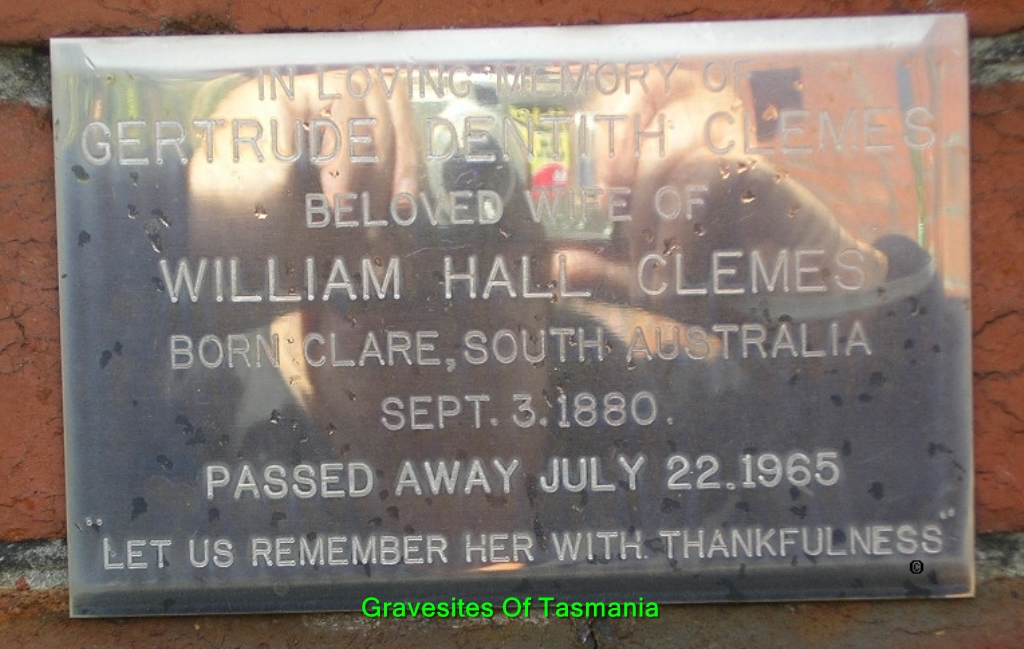 IN LOVING MEMORY OF
GERTRUDE DENTITH CLEMES
BELOVED WIFE OF
WILLIAM HALL CLEMES
BORN CLARE, SOUTH AUSTRALIA
SEPT. 3. 1880.
PASSED AWAY JULY 22. 1965
"LET US REMEMBER HER WITH THANKFULNESS"
©
Gravesites Of Tasmania